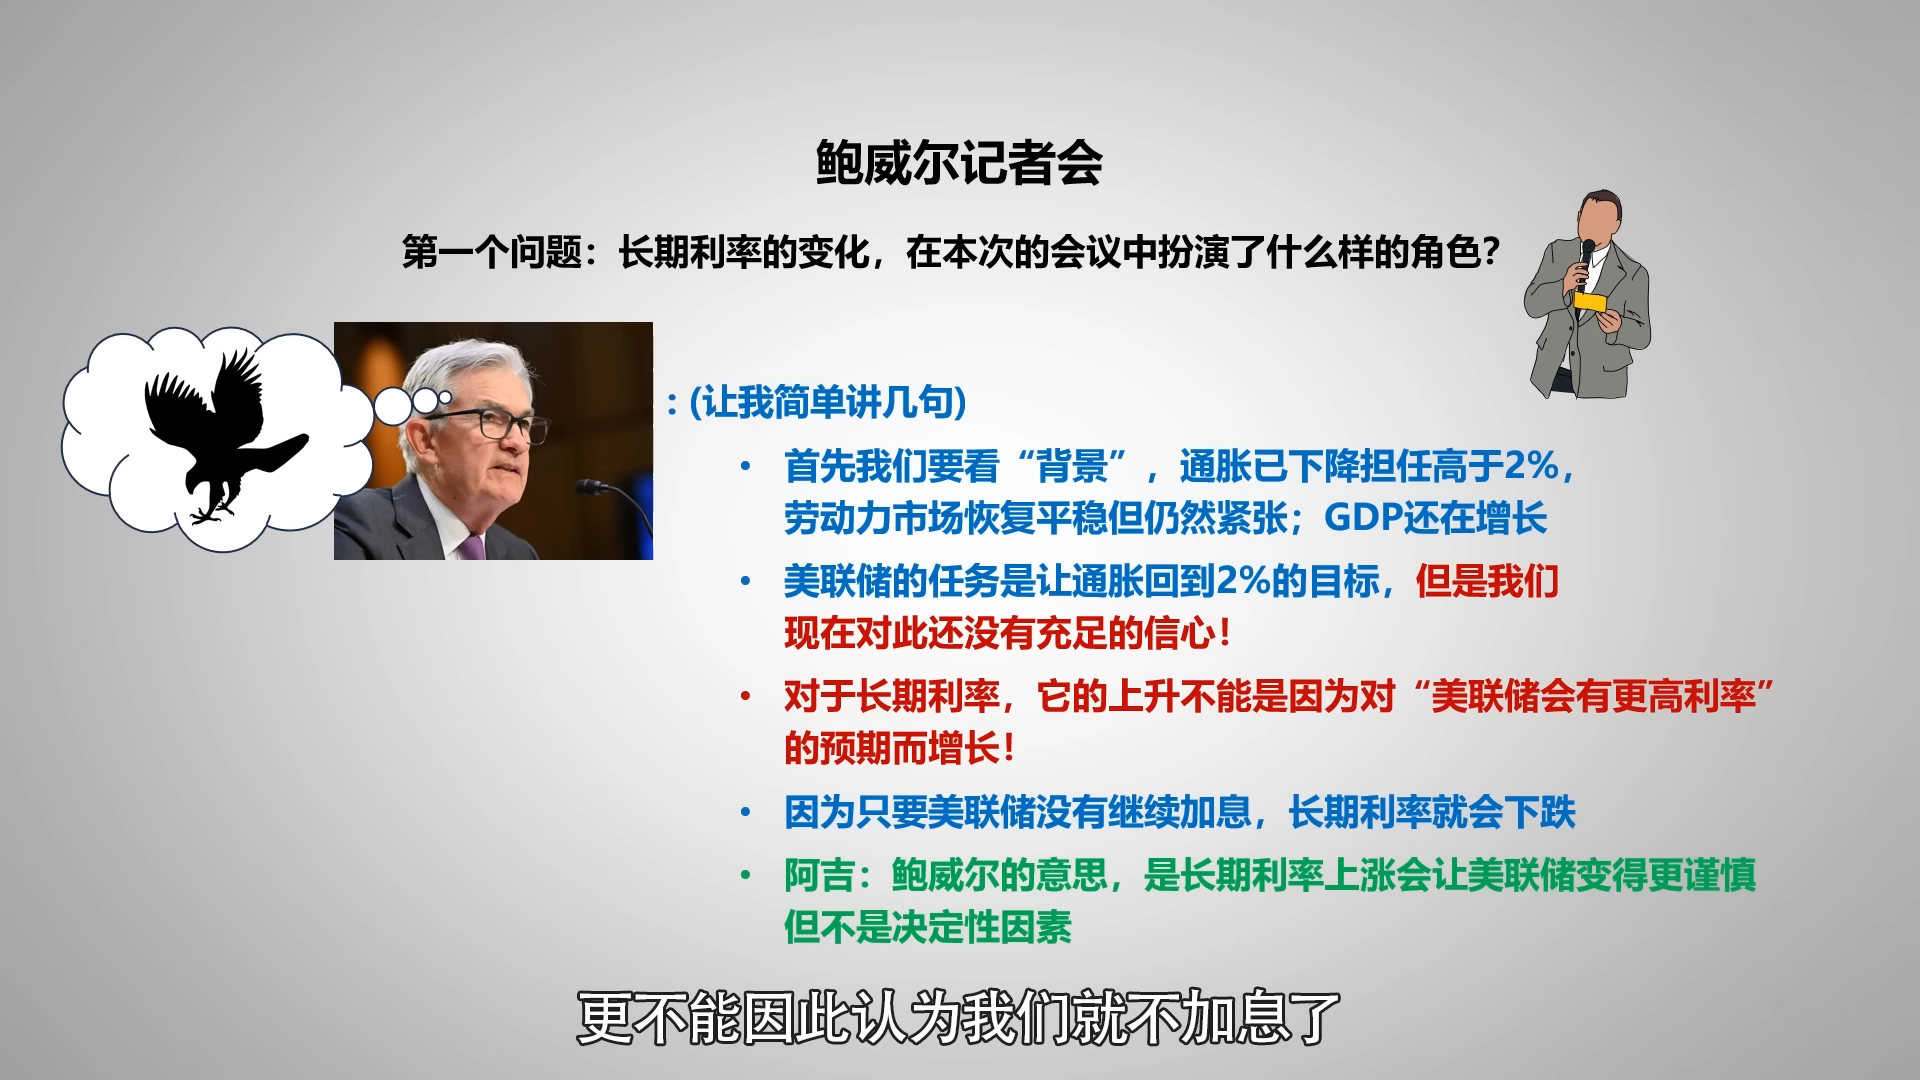 鲍威尔记者会
第一个问题：长期利率的变化，在本次的会议中扮演了什么样的角色？
：(让我简单讲几句)
• 首先我们要看“背景”，通胀已下降担任高于2%，
劳动力市场恢复平稳但仍然紧张；GDP还在增长
• 美联储的任务是让通胀回到2%的目标，但是我们
现在对此还没有充足的信心！
• 对于长期利率，它的上升不能是因为对“美联储会有更高利率”
的预期而增长！
• 因为只要美联储没有继续加息，长期利率就会下跌
• 阿吉：鲍威尔的意思，是长期利率上涨会让美联储变得更谨慎
但不是决定性因素
更不能因此认为我们就不加息了